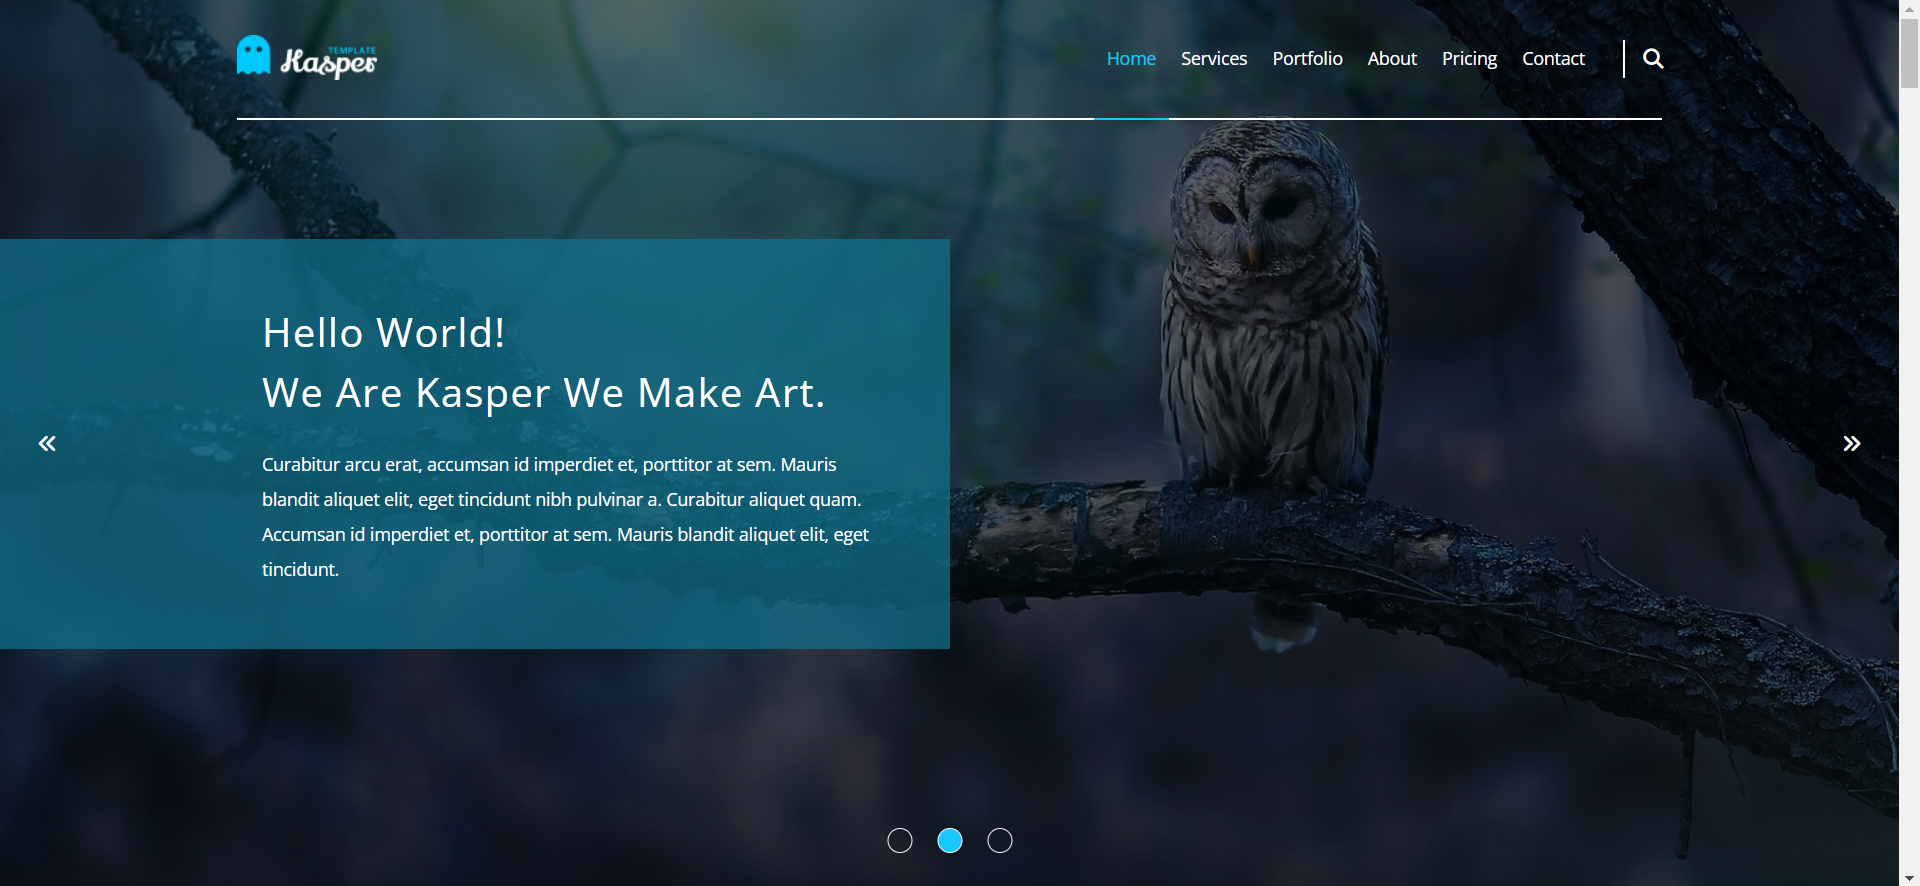 TEMPLATE
Kasper
Home Services Portfolio About Pricing Contact
Hello World!
We Are Kasper We Make Art.
Curabitur arcu erat, accumsan id imperdiet et, porttitor at sem. Mauris
blandit aliquet elit, eget tincidunt nibh pulvinar a. Curabitur aliquet quam.
Accumsan id imperdiet et, porttitor at sem. Mauris blandit aliquet elit, eget
tincidunt.